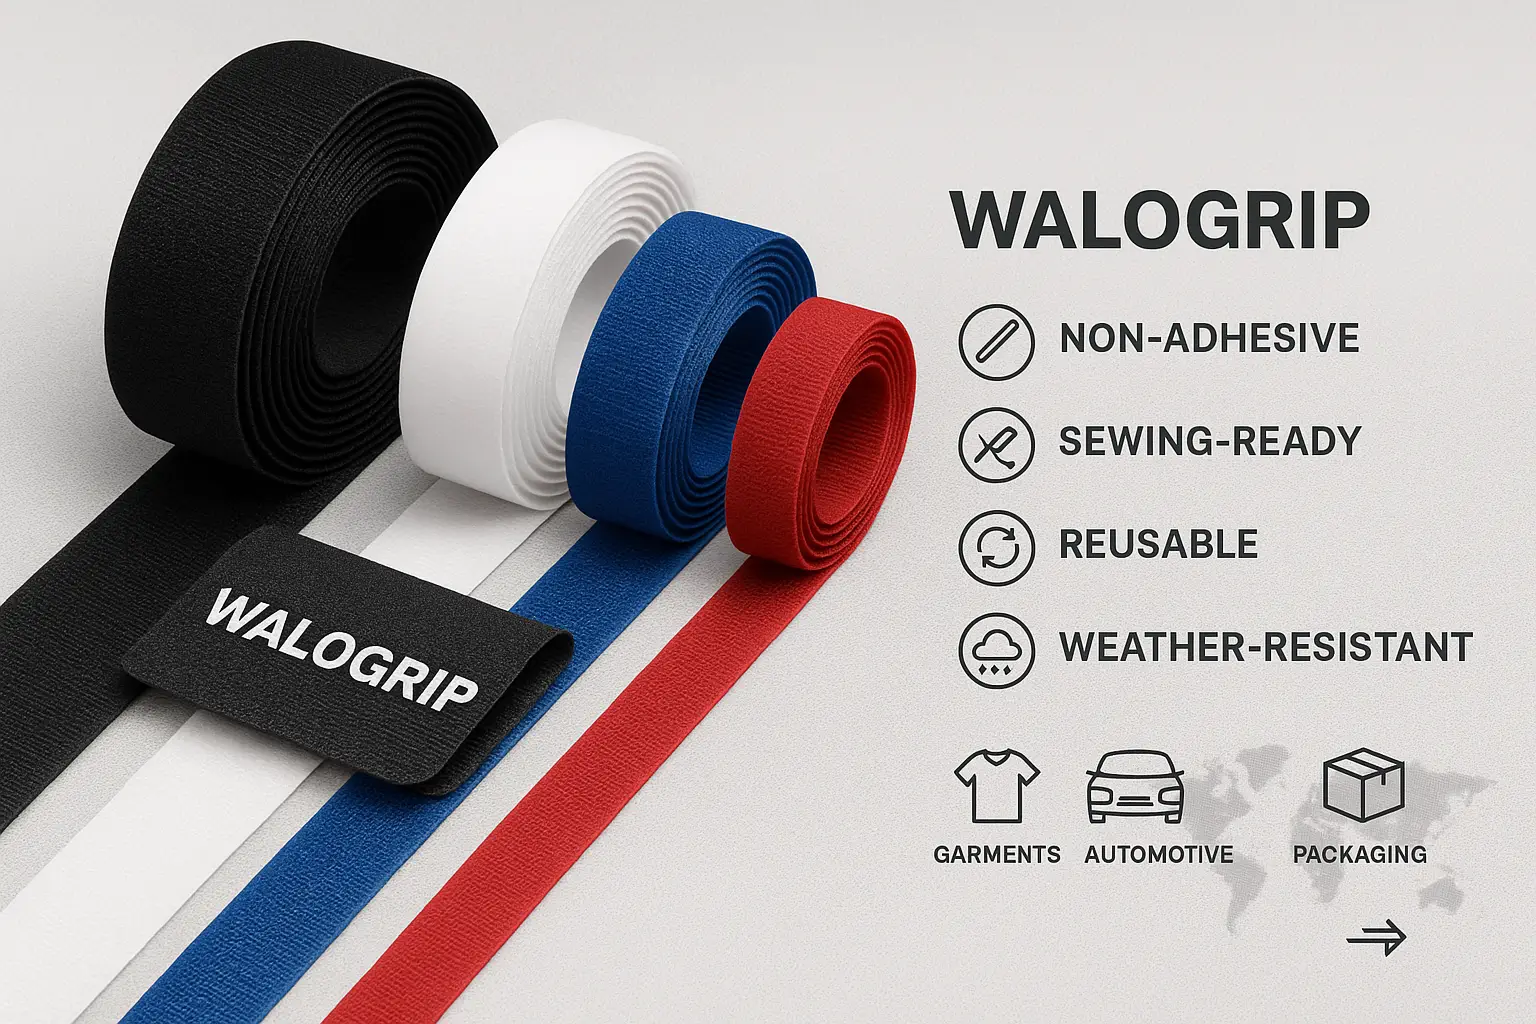 WALOGRIP
NON-ADHESIVE
SEWING-READY
REUSABLE
WEATHER-RESISTANT
GARMENTS
AUTOMOTIVE
PACKAGING
WALOGRIP